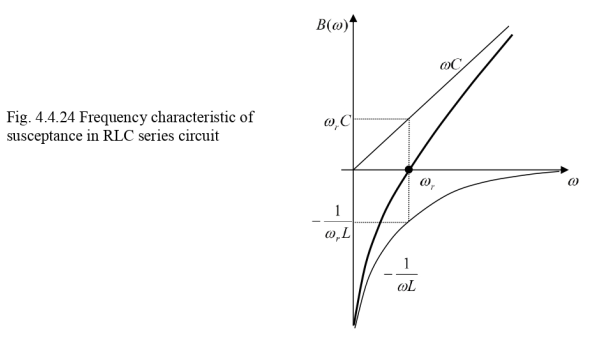 Fig. 4.4.24 Frequency characteristic of
susceptance in RLC series circuit
B(ω)
ωC
ω_r C
ω_r
ω
− 1/(ω_r L)
− 1/(ωL)